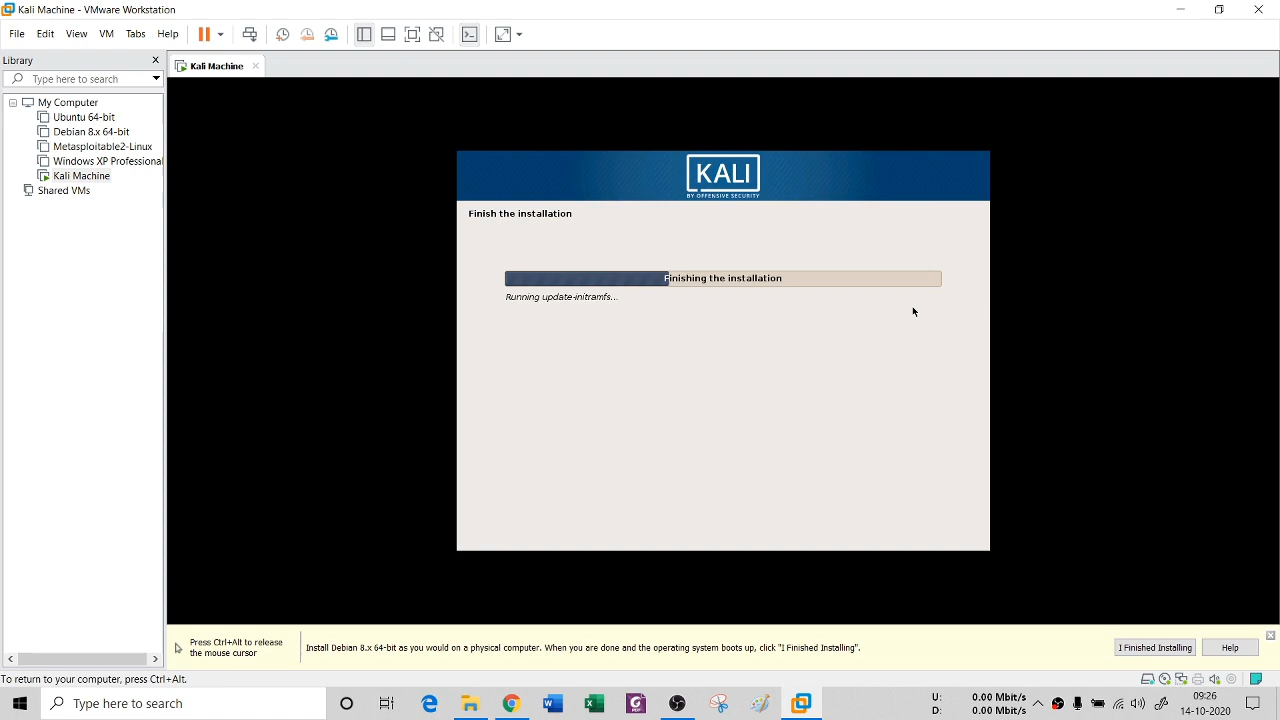 Kali Machine - VMware Workstation
File Edit View VM Tabs Help
Library
Type here to search
My Computer
Ubuntu 64-bit
Debian 8.x 64-bit
Metasploitable2-Linux
Windows XP Professiona
Kali Machine
Shared VMs
Kali Machine
KALI
BY OFFENSIVE SECURITY
Finish the installation
Finishing the installation
Running update-initramfs...
Press Ctrl+Alt to release
the mouse cursor
Install Debian 8.x 64-bit as you would on a physical computer. When you are done and the operating system boots up, click "I Finished Installing".
I Finished Installing
Help
To return to your computer, press Ctrl+Alt.
Type here to search
U: 0.00 Mbit/s
D: 0.00 Mbit/s
09:26
14-10-2020